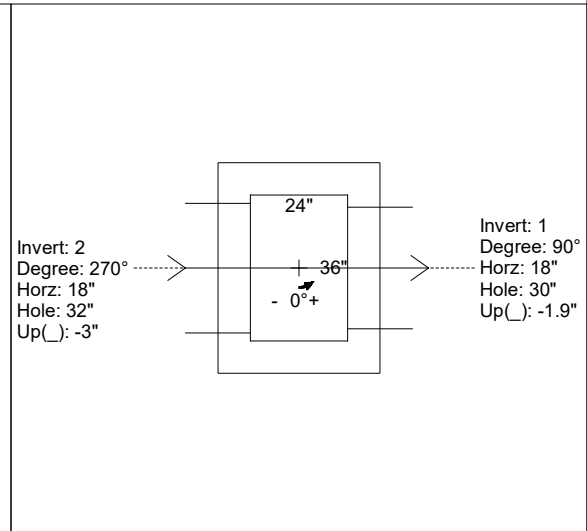 24"
36"
- 0°+
Invert: 2
Degree: 270°
Horz: 18"
Hole: 32"
Up(_): -3"
Invert: 1
Degree: 90°
Horz: 18"
Hole: 30"
Up(_): -1.9"